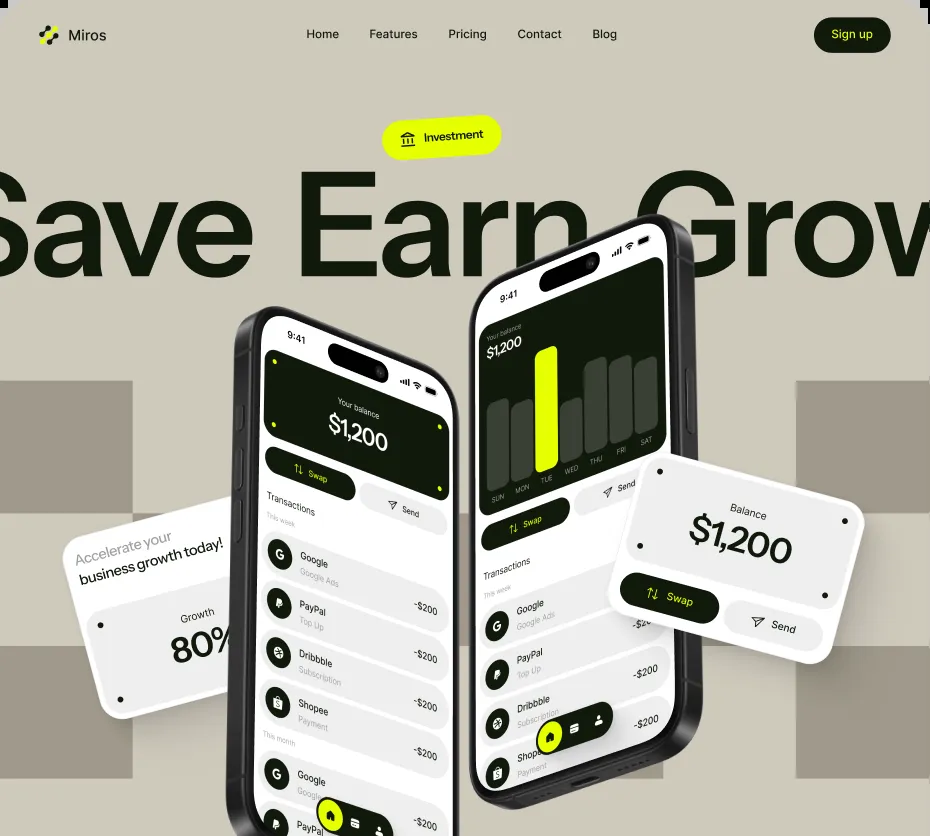 Miros
Home Features Pricing Contact Blog
Sign up
Investment
Save Earn Grow
9:41
Your balance
$1,200
Swap
Send
Transactions
This week
Google
Google Ads
-$200
PayPal
Top Up
-$200
Dribbble
Subscription
-$200
Shopee
Payment
-$200
This month
Google
-$200
PayPal
9:41
Your balance
$1,200
SUN MON TUE WED THU FRI SAT
Swap
Send
Transactions
This week
Google
Google Ads
PayPal
Top Up
-$200
Dribbble
Subscription
-$200
Payment
Accelerate your
business growth today!
Growth
80%
Balance
$1,200
Swap
Send